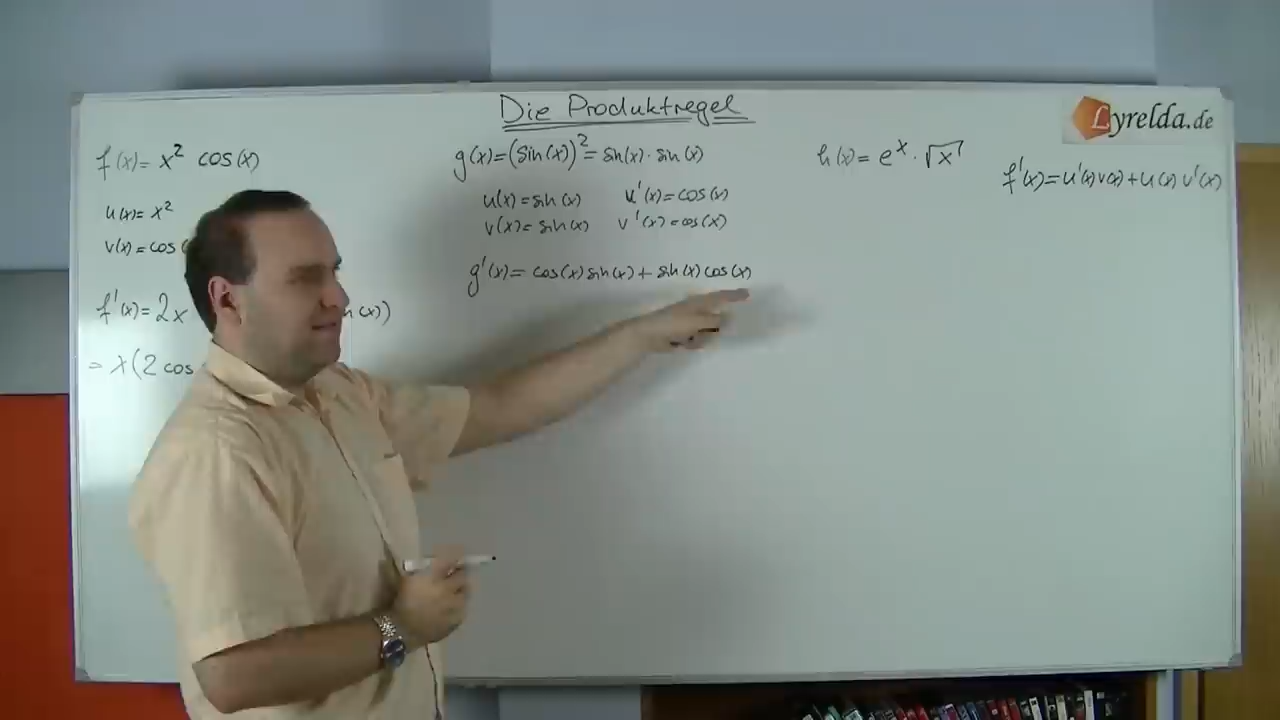 Die Produktregel
Lyrelda.de
f(x)= x² cos(x)
u(x)= x²
v(x)= cos
f'(x)= 2x n(x))
= x(2 cos
g(x)=(sin(x))²= sin(x)·sin(x)
u(x)=sin(x) u'(x)=cos(x)
v(x)=sin(x) v'(x)=cos(x)
g'(x)= cos(x)sin(x)+ sin(x)cos(x)
h(x)= eˣ·√x
f'(x)=u'(x)v(x)+u(x)v'(x)